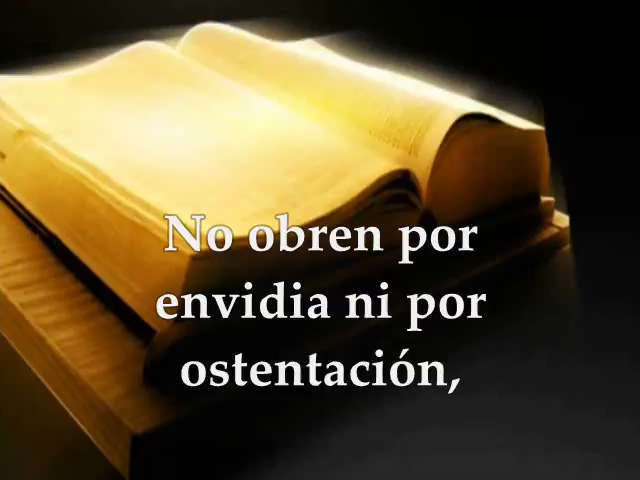 No obren por
envidia ni por
ostentación,